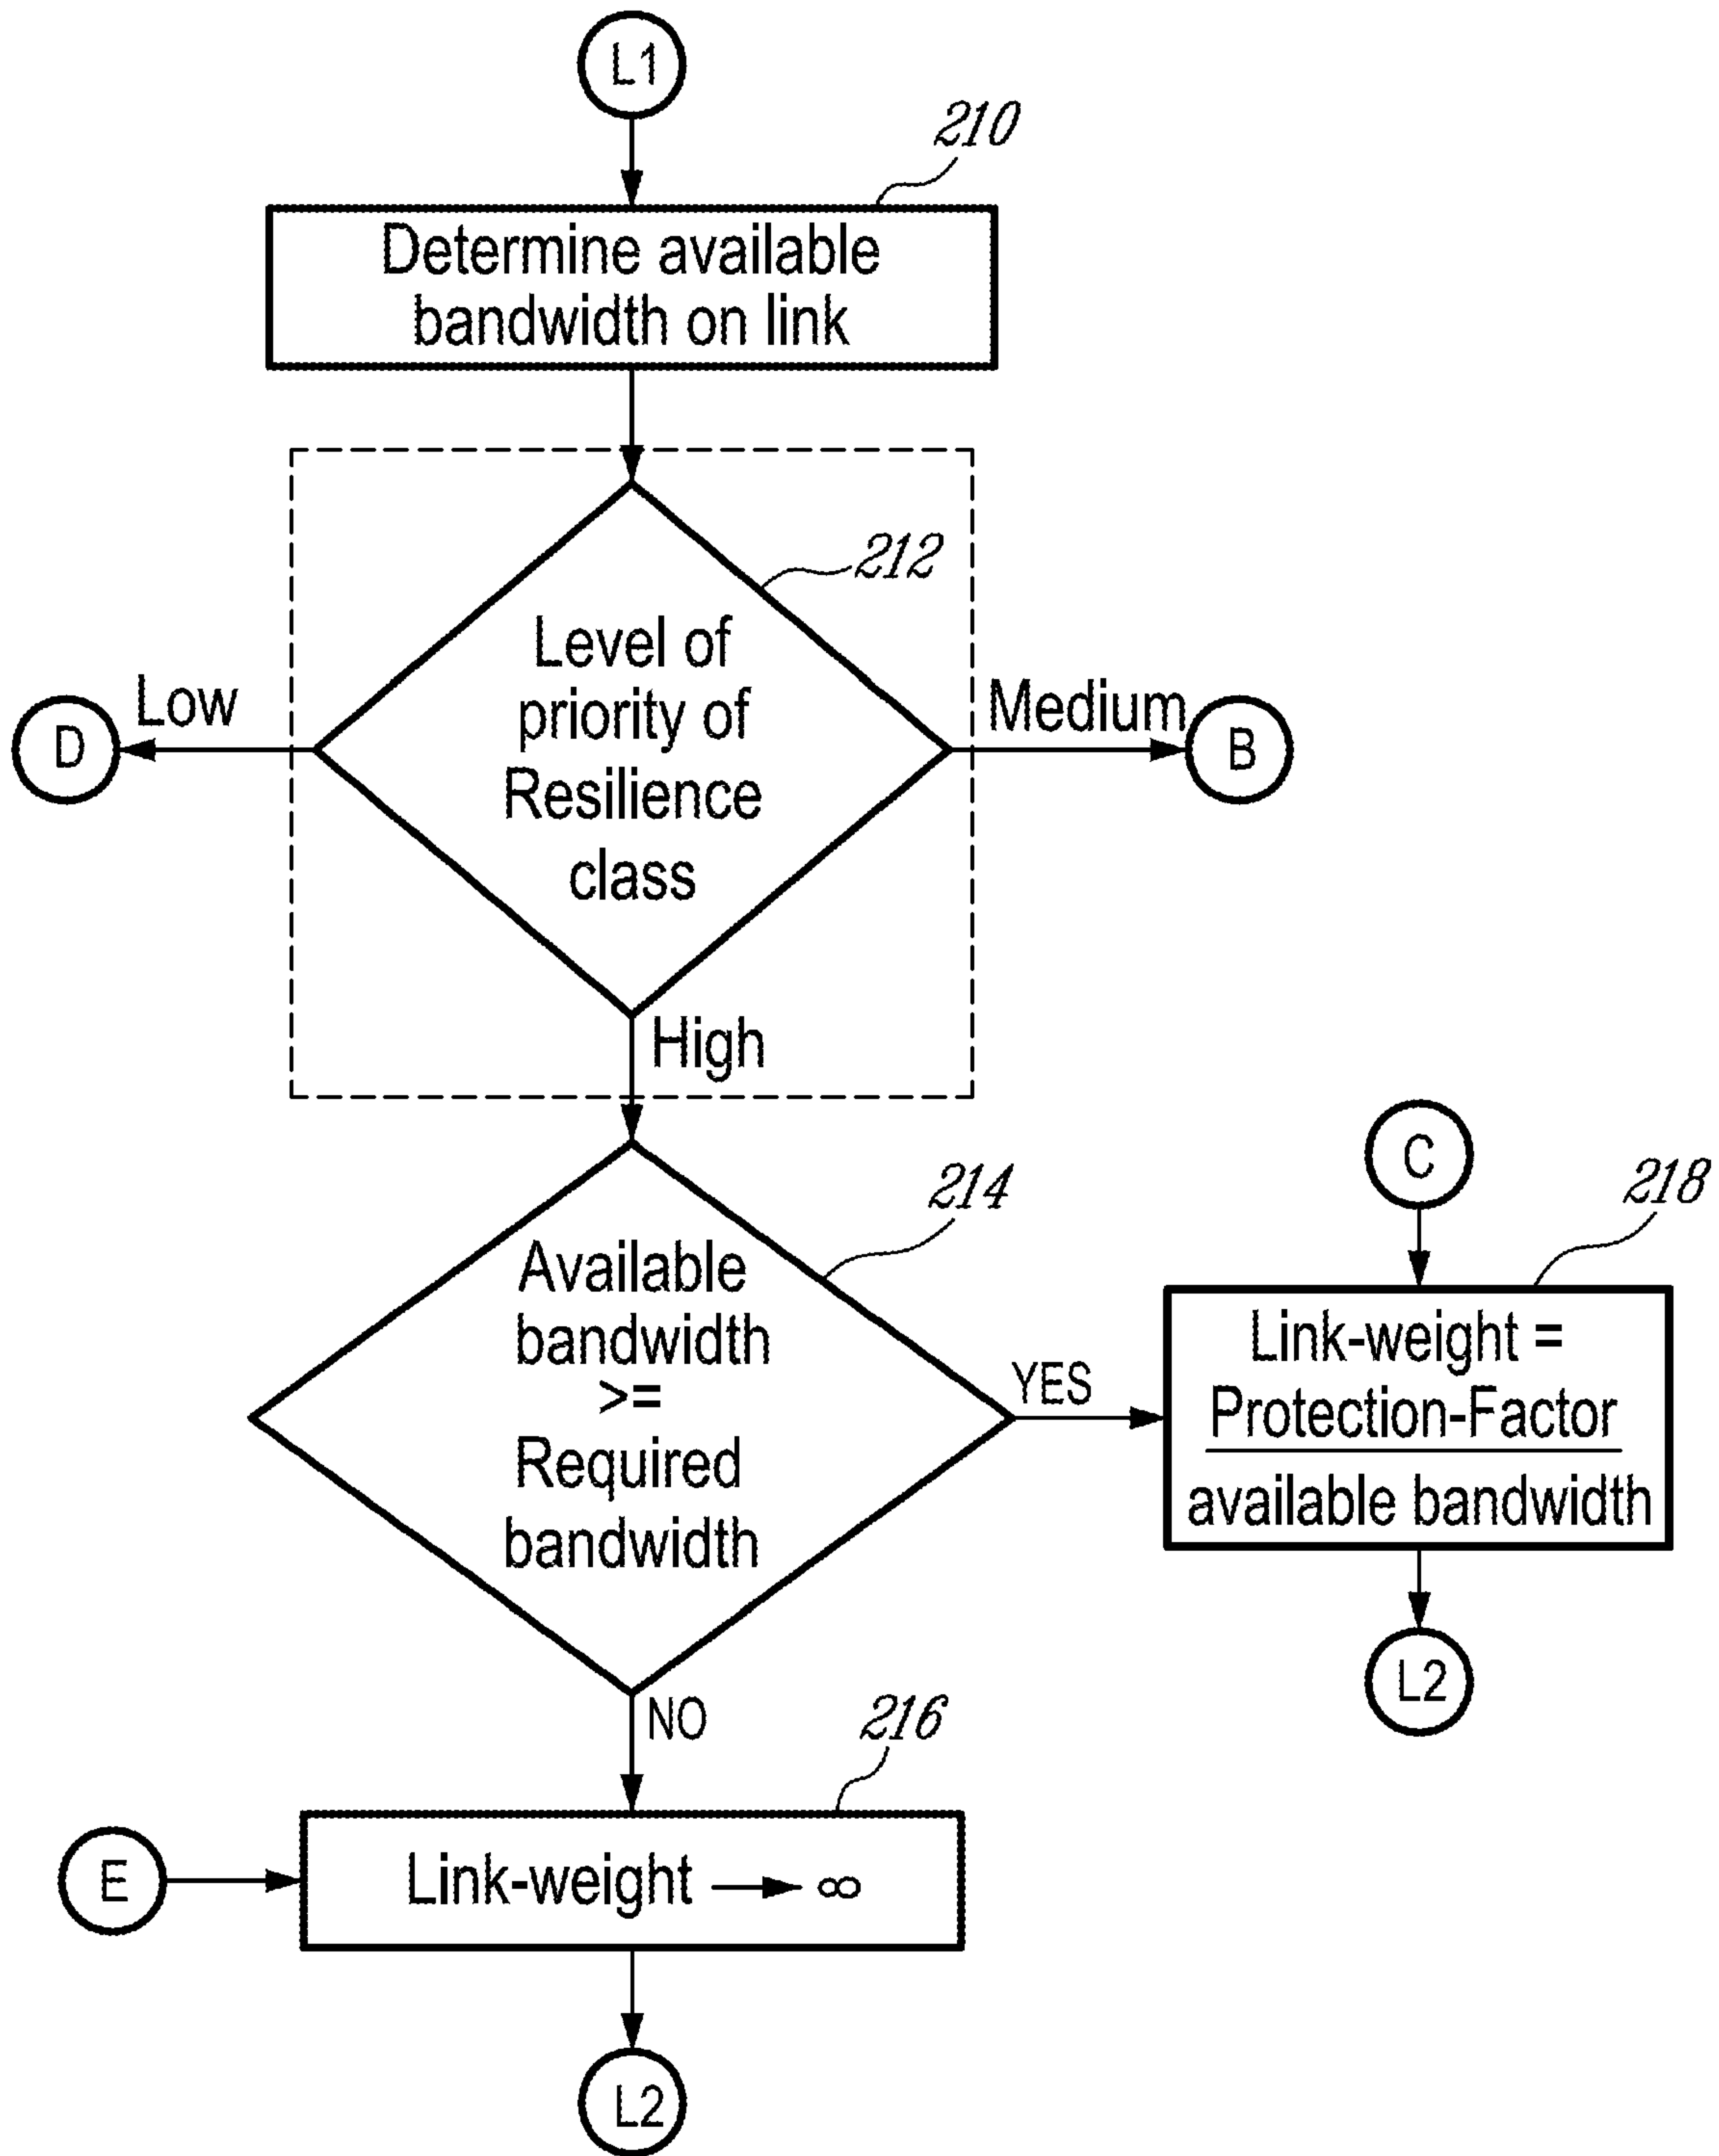 L1
210
Determine available
bandwidth on link
212
Level of
priority of
Resilience
class
Low
D
Medium
B
High
214
Available
bandwidth
>=
Required
bandwidth
YES
C
218
Link-weight =
Protection-Factor
available bandwidth
L2
NO
216
E
Link-weight → ∞
L2